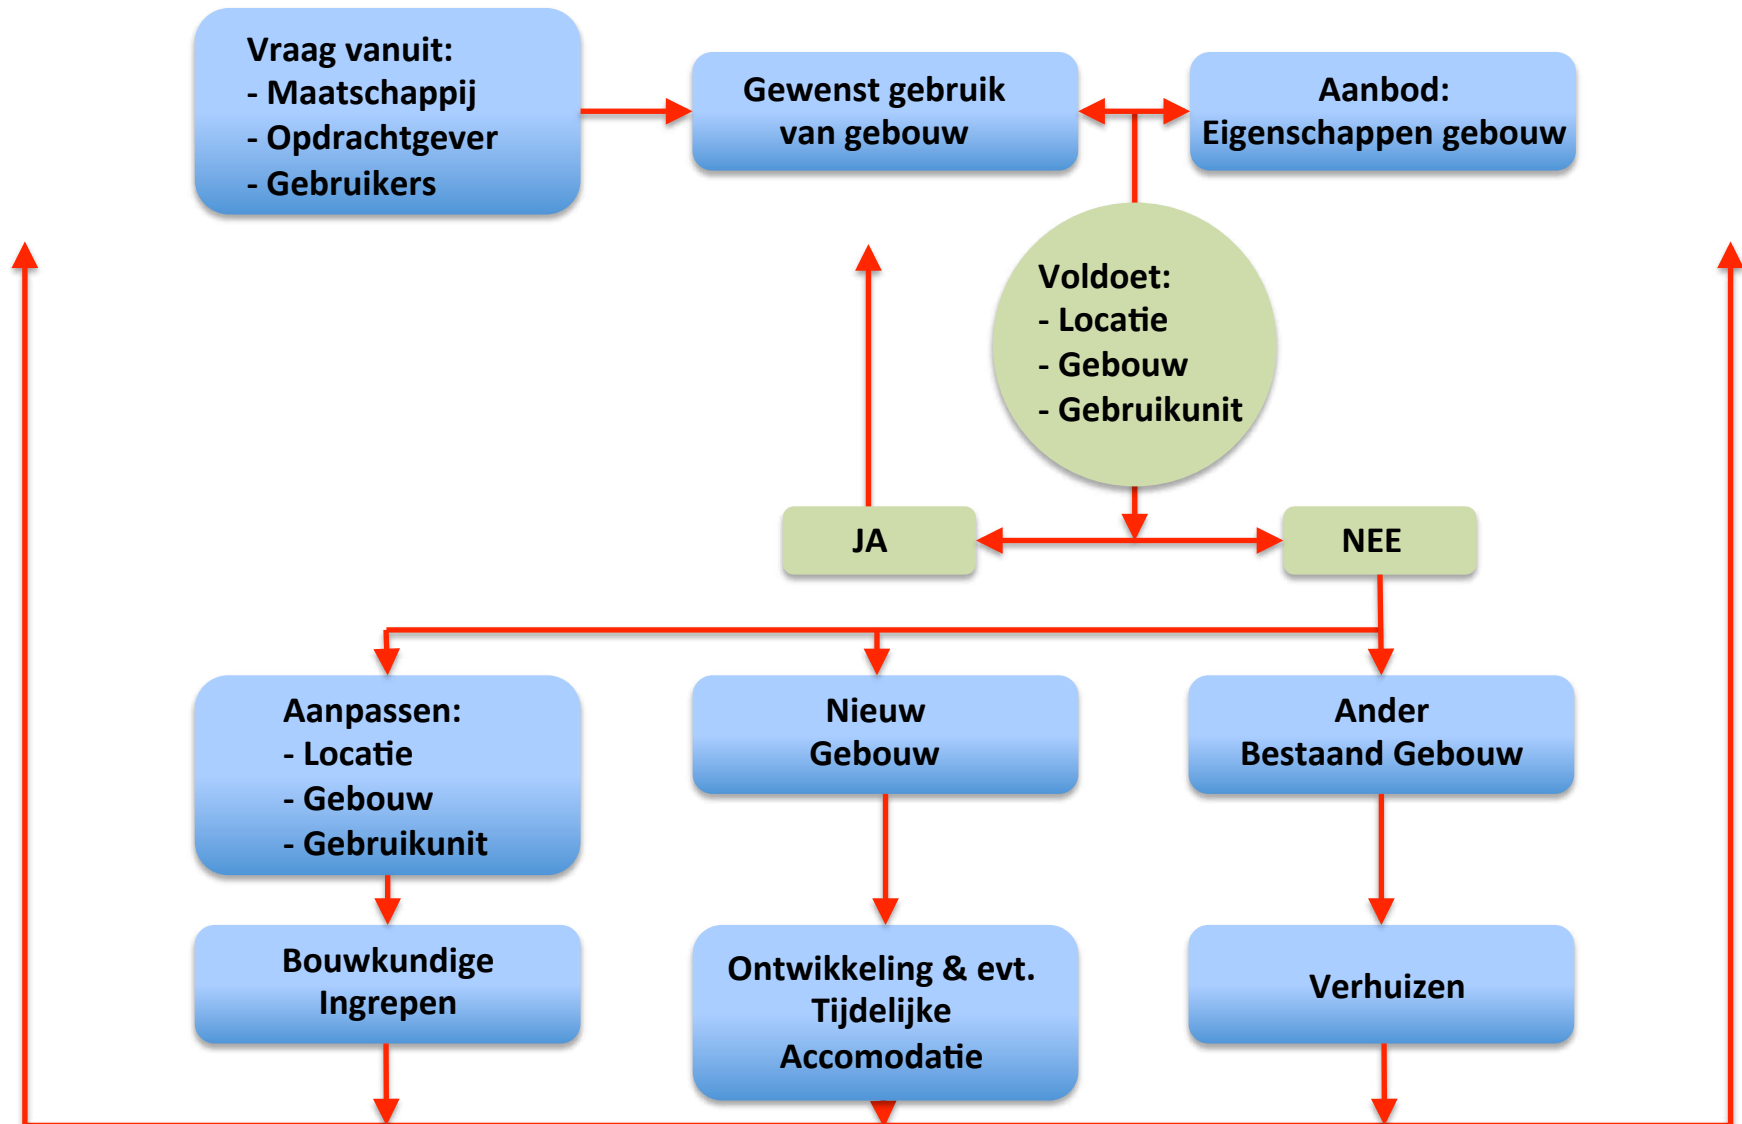 Vraag vanuit:
- Maatschappij
- Opdrachtgever
- Gebruikers
Gewenst gebruik
van gebouw
Aanbod:
Eigenschappen gebouw
Voldoet:
- Locatie
- Gebouw
- Gebruikunit
JA
NEE
Aanpassen:
- Locatie
- Gebouw
- Gebruikunit
Nieuw
Gebouw
Ander
Bestaand Gebouw
Bouwkundige
Ingrepen
Ontwikkeling & evt.
Tijdelijke
Accomodatie
Verhuizen